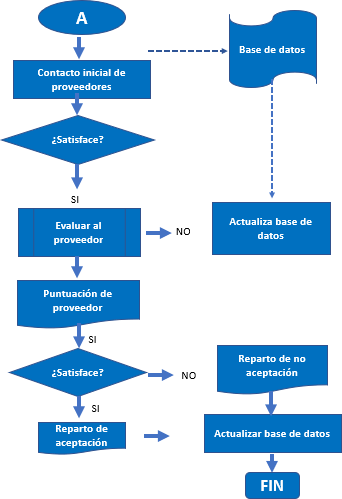 A
Base de datos
Contacto inicial de
proveedores
¿Satisface?
SI
Evaluar al
proveedor
NO
Actualiza base de
datos
Puntuación de
proveedor
SI
¿Satisface?
NO
Reparto de no
aceptación
SI
Reparto de
aceptación
Actualizar base de datos
FIN